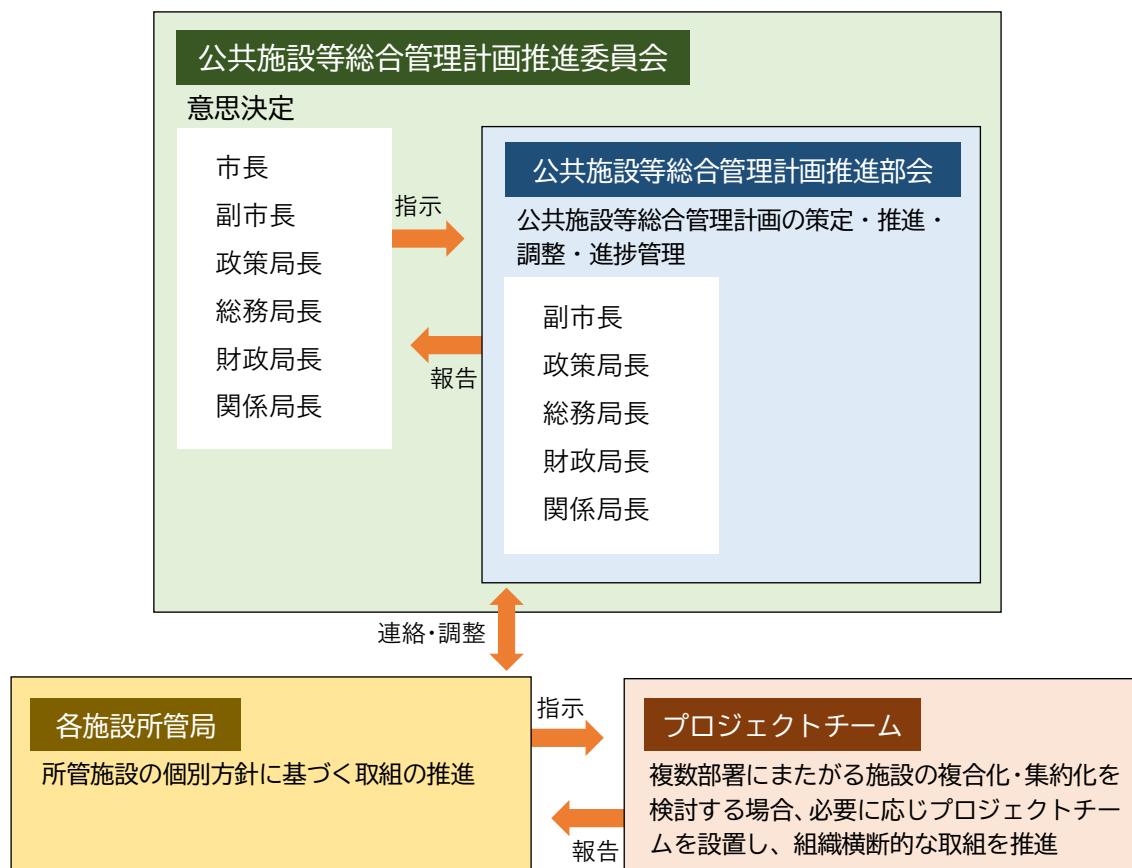 公共施設等総合管理計画推進委員会
意思決定
市長
副市長
政策局長
総務局長
財政局長
関係局長
指示
報告
公共施設等総合管理計画推進部会
公共施設等総合管理計画の策定・推進・
調整・進捗管理
副市長
政策局長
総務局長
財政局長
関係局長
連絡・調整
各施設所管局
所管施設の個別方針に基づく取組の推進
指示
報告
プロジェクトチーム
複数部署にまたがる施設の複合化・集約化を
検討する場合、必要に応じプロジェクトチー
ムを設置し、組織横断的な取組を推進